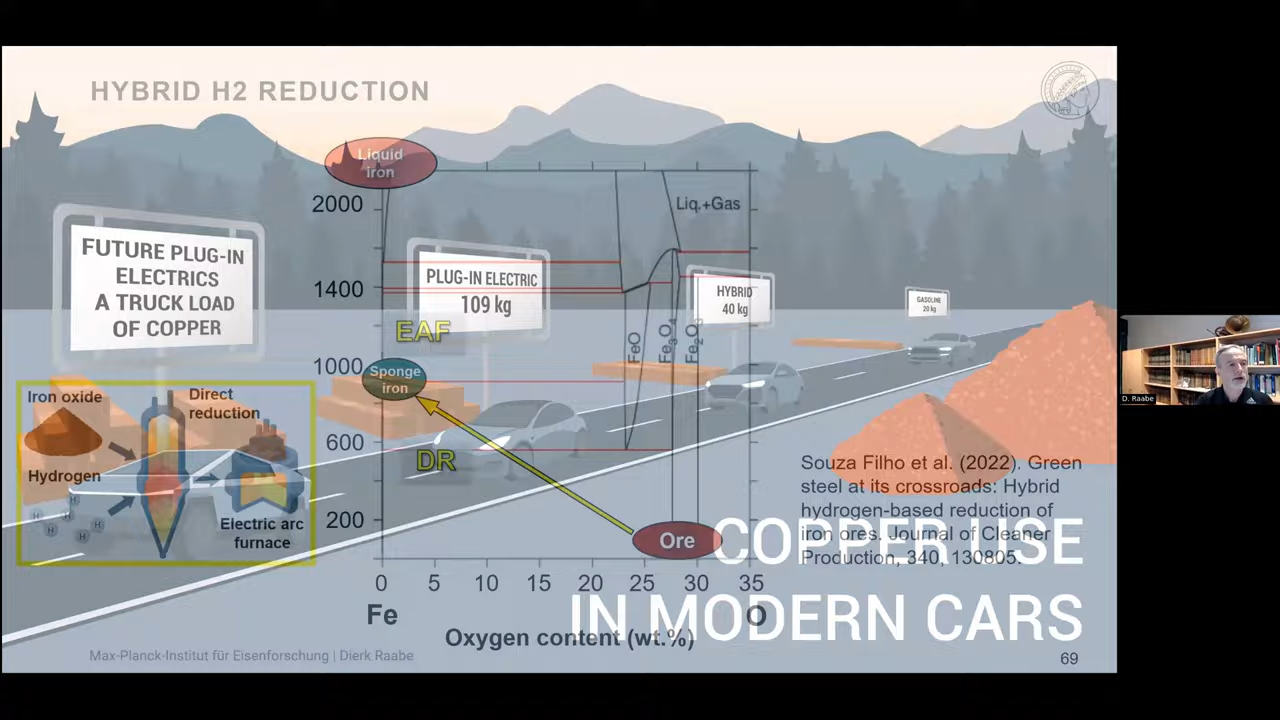 HYBRID H2 REDUCTION
Liquid
iron
2000
1400
1000
600
200
Liq.+Gas
FUTURE PLUG-IN
ELECTRICS
A TRUCK LOAD
OF COPPER
PLUG-IN ELECTRIC
109 kg
HYBRID
40 kg
GASOLINE
20 kg
EAF
FeO
Fe3O4
Fe2O3
Sponge
iron
DR
Iron oxide
Direct
reduction
Hydrogen
H
H
H
H
H
Electric arc
furnace
Ore
Souza Filho et al. (2022). Green
steel at its crossroads: Hybrid
hydrogen-based reduction of
iron ores. Journal of Cleaner
Production, 340, 130805.
COPPER USE
IN MODERN CARS
0 5 10 15 20 25 30 35
Fe
O
Oxygen content (wt.%)
Max-Planck-Institut für Eisenforschung | Dierk Raabe
69
D. Raabe